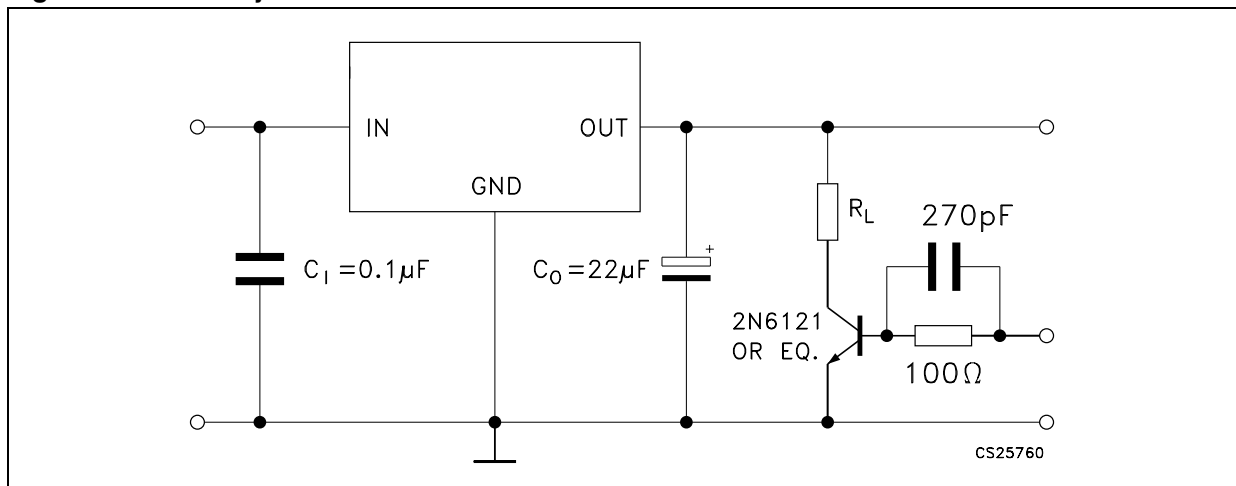 IN
OUT
GND
C_I =0.1µF
C_O =22µF
+
R_L
270pF
2N6121
OR EQ.
100Ω
CS25760